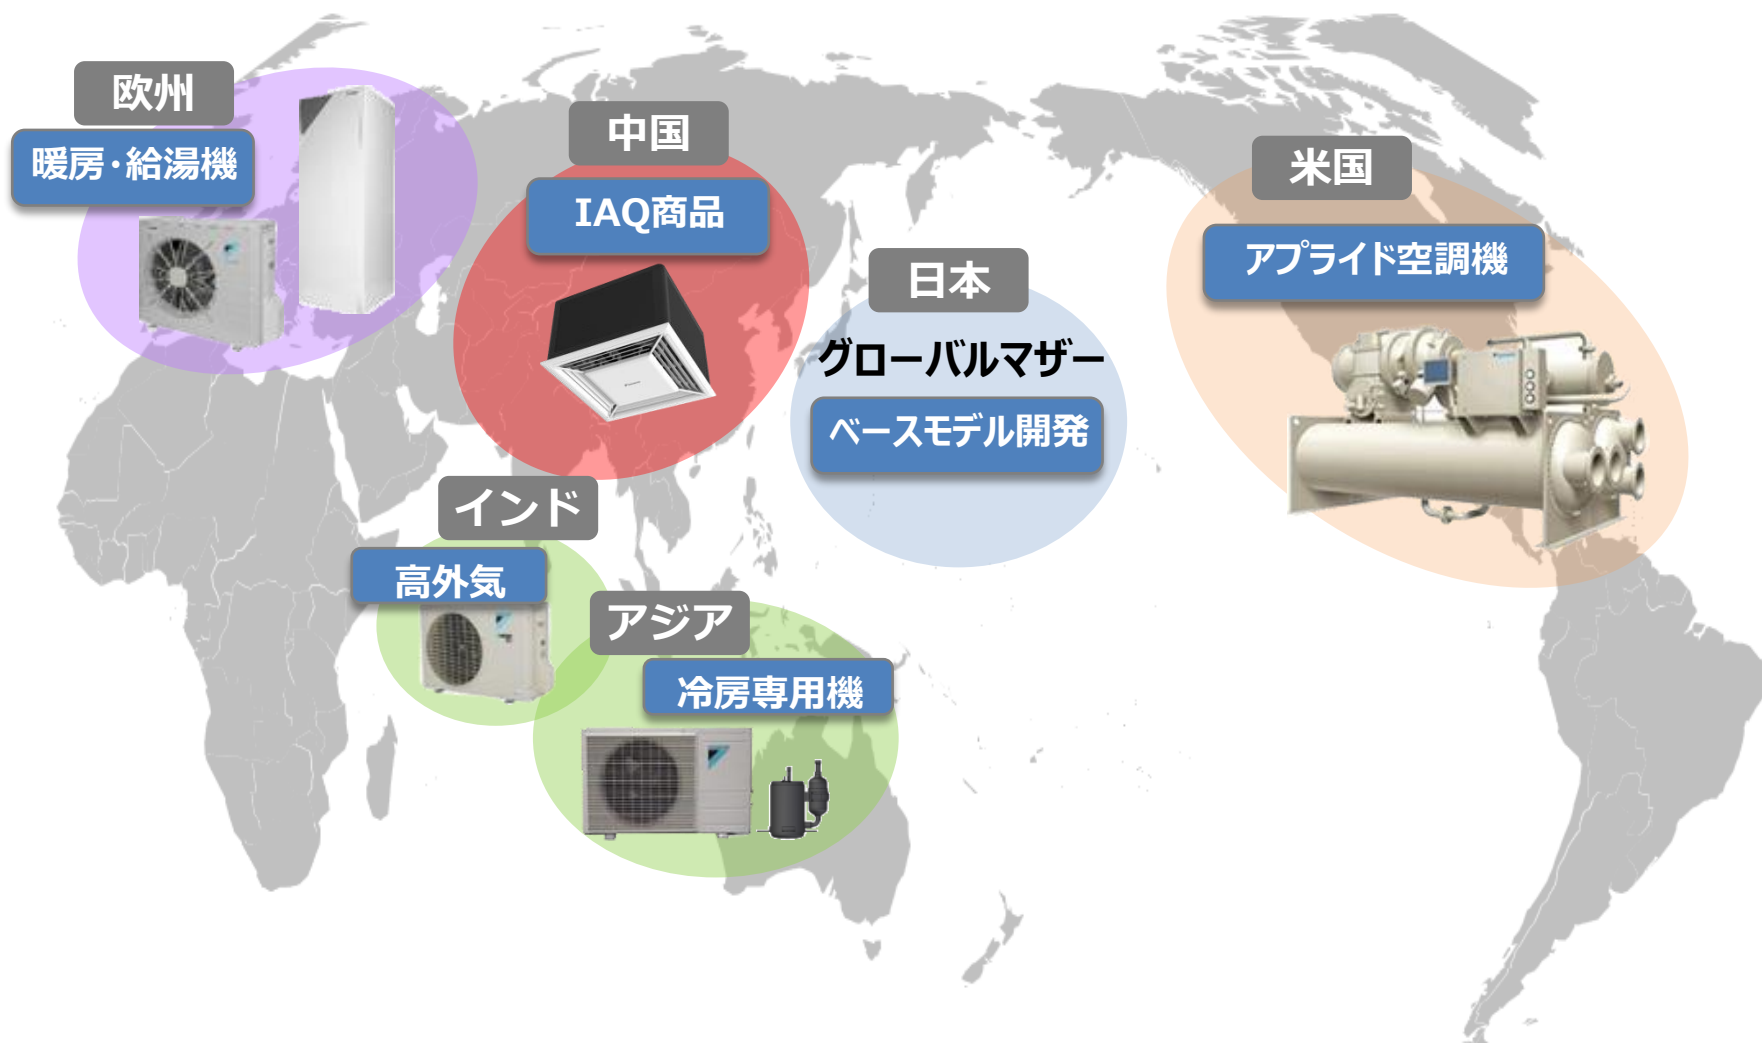 欧州
暖房・給湯機
中国
IAQ商品
米国
アプライド空調機
日本
グローバルマザー
ベースモデル開発
インド
高外気
アジア
冷房専用機